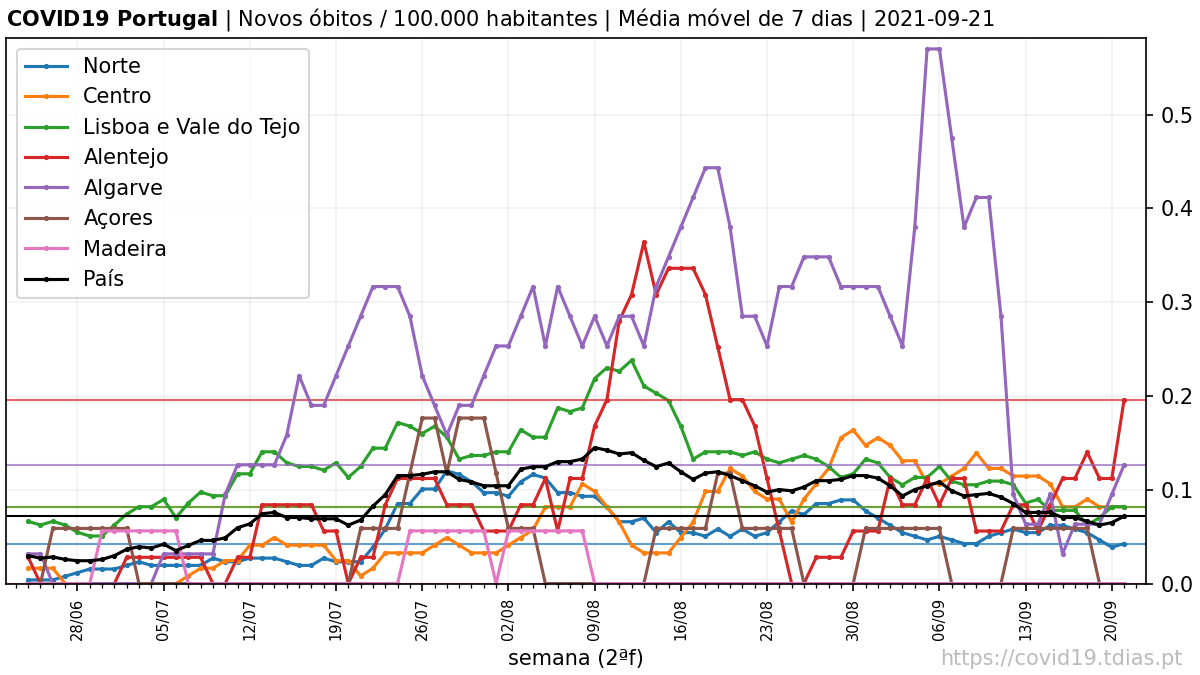 COVID19 Portugal | Novos óbitos / 100.000 habitantes | Média móvel de 7 dias | 2021-09-21
Norte
Centro
Lisboa e Vale do Tejo
Alentejo
Algarve
Açores
Madeira
País
0.5
0.4
0.3
0.2
0.1
0.0
28/06
05/07
12/07
19/07
26/07
02/08
09/08
16/08
23/08
30/08
06/09
13/09
20/09
semana (2ªf)
https://covid19.tdias.pt